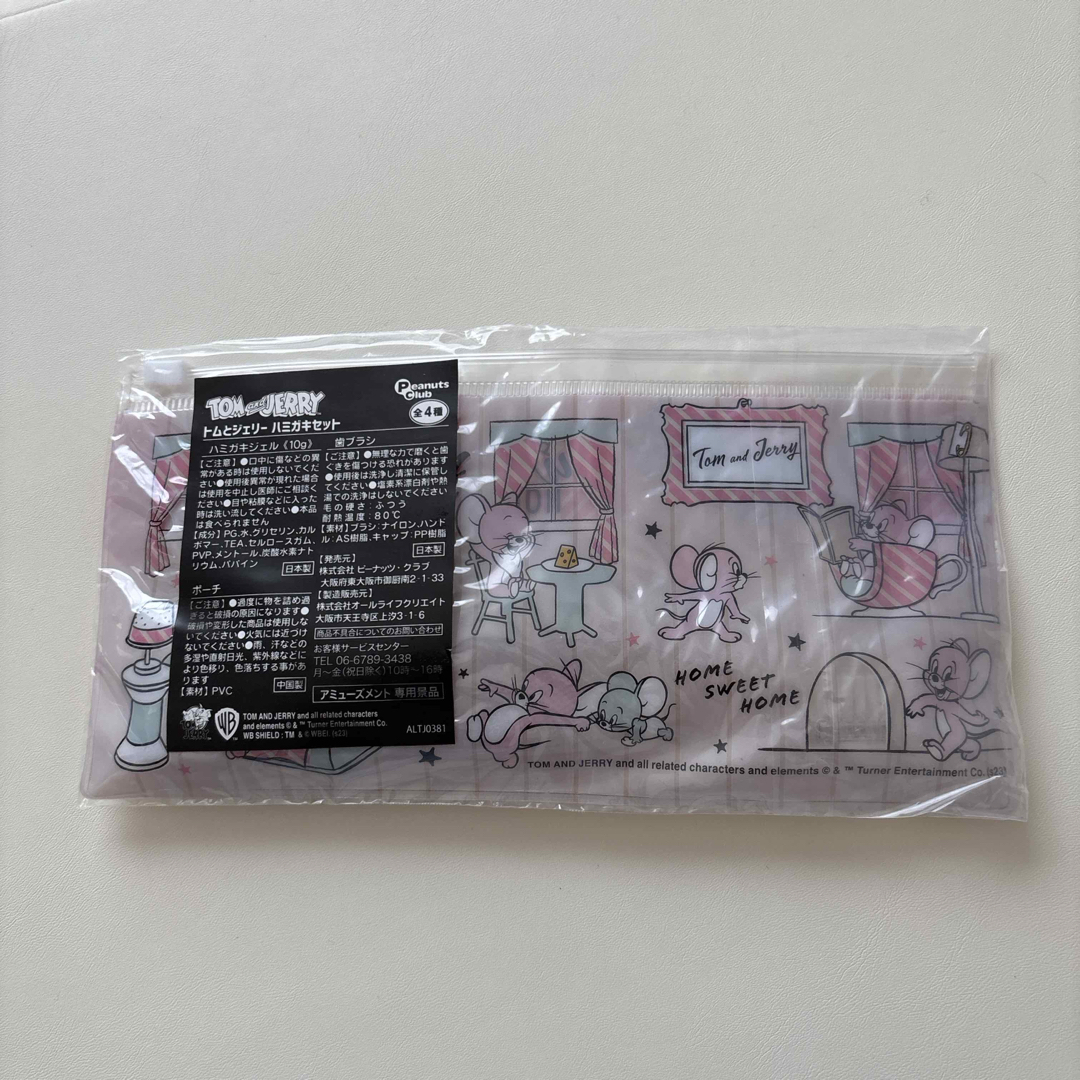 TOM and JERRY
Peanuts Club
トムとジェリー ハミガキセット
全4種
ハミガキジェル《10g》
【ご注意】●口中に傷などの異
常がある時は使用しないでくだ
さい●使用後異常が現れた場合
は使用を中止し医師にご相談く
ださい●目や粘膜などに入った
時は洗い流してください●本品
は食べられません
【成分】PG.水.グリセリン.カル
ボマー.TEA.セルロースガム.
PVP.メントール.炭酸水素ナト
リウム.パパイン
日本製
歯ブラシ
【ご注意】●無理な力で磨くと歯
ぐきを傷つける恐れがあります
●使用後は洗浄し清潔に保管し
てください●塩素系漂白剤や熱
湯での洗浄はしないでください
毛の硬さ:ふつう
耐熱温度:80℃
【素材】ブラシ:ナイロン.ハンド
ル:AS樹脂.キャップ:PP樹脂
日本製
ポーチ
【ご注意】●過度に物を詰め過
ぎると破損の原因になります●
破損や変形した商品は使用しな
いでください●火気には近づけ
ないでください●雨、汗などの
多湿や直射日光、紫外線などに
より色移り、色落ちする事があ
ります
【素材】PVC
中国製
【発売元】
株式会社 ピーナッツ・クラブ
大阪府東大阪市御厨南2-1-33
【製造販売元】
株式会社オールライフクリエイト
大阪市天王寺区上汐3-1-6
商品不具合についてのお問い合わせ
お客様サービスセンター
TEL 06-6789-3438
月～金(祝日除く)10時～16時
アミューズメント 専用景品
WB
TOM AND JERRY and all related characters
and elements © & ™ Turner Entertainment Co.
WB SHIELD: TM & © WBEI. (s23)
ALTJ0381
Tom and Jerry
HOME
SWEET
HOME
TOM AND JERRY and all related characters and elements © & ™ Turner Entertainment Co. (s23)